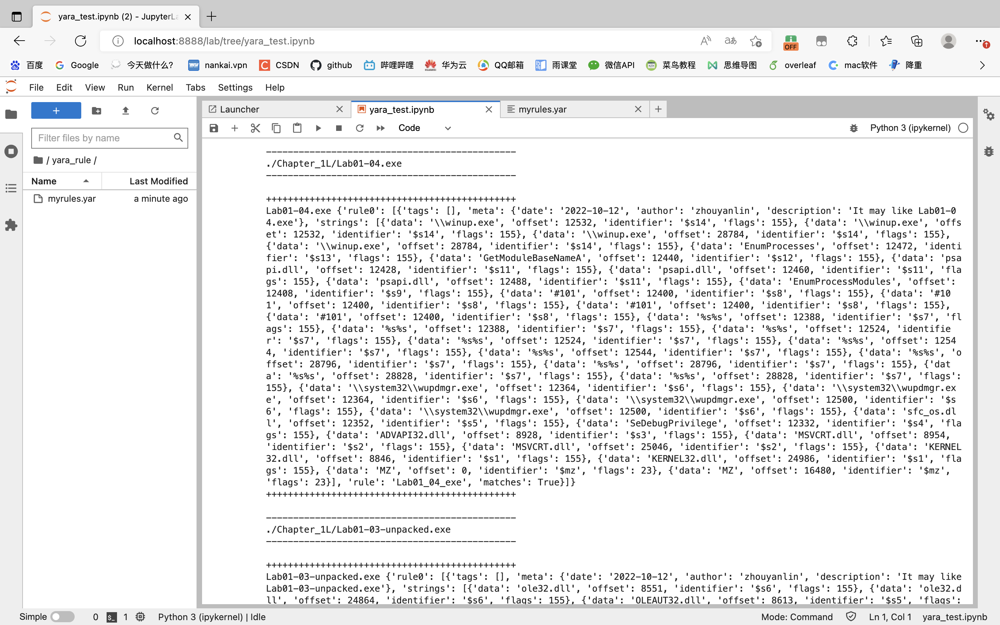 yara_test.ipynb (2) - JupyterLa
localhost:8888/lab/tree/yara_test.ipynb
OFF
百度 Google 今天做什么? nankai.vpn CSDN github 哔哩哔哩 华为云 QQ邮箱 雨课堂 微信API 菜鸟教程 思维导图 overleaf mac软件 降重
File Edit View Run Kernel Tabs Settings Help
Launcher yara_test.ipynb myrules.yar
Code Python 3 (ipykernel)
Filter files by name
/ yara_rule /
Name Last Modified
myrules.yar a minute ago
----------------------------------------------
./Chapter_1L/Lab01-04.exe
----------------------------------------------
++++++++++++++++++++++++++++++++++++++++++++++
Lab01-04.exe {'rule0': [{'tags': [], 'meta': {'date': '2022-10-12', 'author': 'zhouyanlin', 'description': 'It may like Lab01-0
4.exe'}, 'strings': [{'data': '\\winup.exe', 'offset': 12532, 'identifier': '$s14', 'flags': 155}, {'data': '\\winup.exe', 'offs
et': 12532, 'identifier': '$s14', 'flags': 155}, {'data': '\\winup.exe', 'offset': 28784, 'identifier': '$s14', 'flags': 155},
{'data': '\\winup.exe', 'offset': 28784, 'identifier': '$s14', 'flags': 155}, {'data': 'EnumProcesses', 'offset': 12472, 'identi
fier': '$s13', 'flags': 155}, {'data': 'GetModuleBaseNameA', 'offset': 12440, 'identifier': '$s12', 'flags': 155}, {'data': 'psa
pi.dll', 'offset': 12428, 'identifier': '$s11', 'flags': 155}, {'data': 'psapi.dll', 'offset': 12460, 'identifier': '$s11', 'fla
gs': 155}, {'data': 'psapi.dll', 'offset': 12488, 'identifier': '$s11', 'flags': 155}, {'data': 'EnumProcessModules', 'offset':
12408, 'identifier': '$s9', 'flags': 155}, {'data': '#101', 'offset': 12400, 'identifier': '$s8', 'flags': 155}, {'data': '#10
1', 'offset': 12400, 'identifier': '$s8', 'flags': 155}, {'data': '#101', 'offset': 12400, 'identifier': '$s8', 'flags': 155},
{'data': '#101', 'offset': 12400, 'identifier': '$s8', 'flags': 155}, {'data': '%s%s', 'offset': 12388, 'identifier': '$s7', 'fl
ags': 155}, {'data': '%s%s', 'offset': 12388, 'identifier': '$s7', 'flags': 155}, {'data': '%s%s', 'offset': 12524, 'identifie
r': '$s7', 'flags': 155}, {'data': '%s%s', 'offset': 12524, 'identifier': '$s7', 'flags': 155}, {'data': '%s%s', 'offset': 1254
4, 'identifier': '$s7', 'flags': 155}, {'data': '%s%s', 'offset': 12544, 'identifier': '$s7', 'flags': 155}, {'data': '%s%s', 'o
ffset': 28796, 'identifier': '$s7', 'flags': 155}, {'data': '%s%s', 'offset': 28796, 'identifier': '$s7', 'flags': 155}, {'dat
a': '%s%s', 'offset': 28828, 'identifier': '$s7', 'flags': 155}, {'data': '%s%s', 'offset': 28828, 'identifier': '$s7', 'flags':
155}, {'data': '\\system32\\wupdmgr.exe', 'offset': 12364, 'identifier': '$s6', 'flags': 155}, {'data': '\\system32\\wupdmgr.ex
e', 'offset': 12364, 'identifier': '$s6', 'flags': 155}, {'data': '\\system32\\wupdmgr.exe', 'offset': 12500, 'identifier': '$s
6', 'flags': 155}, {'data': '\\system32\\wupdmgr.exe', 'offset': 12500, 'identifier': '$s6', 'flags': 155}, {'data': 'sfc_os.dl
l', 'offset': 12352, 'identifier': '$s5', 'flags': 155}, {'data': 'SeDebugPrivilege', 'offset': 12332, 'identifier': '$s4', 'fla
gs': 155}, {'data': 'ADVAPI32.dll', 'offset': 8928, 'identifier': '$s3', 'flags': 155}, {'data': 'MSVCRT.dll', 'offset': 8954,
'identifier': '$s2', 'flags': 155}, {'data': 'MSVCRT.dll', 'offset': 25046, 'identifier': '$s2', 'flags': 155}, {'data': 'KERNEL
32.dll', 'offset': 8846, 'identifier': '$s1', 'flags': 155}, {'data': 'KERNEL32.dll', 'offset': 24986, 'identifier': '$s1', 'fla
gs': 155}, {'data': 'MZ', 'offset': 0, 'identifier': '$mz', 'flags': 23}, {'data': 'MZ', 'offset': 16480, 'identifier': '$mz',
'flags': 23}], 'rule': 'Lab01_04_exe', 'matches': True}]}
++++++++++++++++++++++++++++++++++++++++++++++
----------------------------------------------
./Chapter_1L/Lab01-03-unpacked.exe
----------------------------------------------
++++++++++++++++++++++++++++++++++++++++++++++
Lab01-03-unpacked.exe {'rule0': [{'tags': [], 'meta': {'date': '2022-10-12', 'author': 'zhouyanlin', 'description': 'It may like
Lab01-03-unpacked.exe'}, 'strings': [{'data': 'ole32.dll', 'offset': 8551, 'identifier': '$s6', 'flags': 155}, {'data': 'ole32.d
ll', 'offset': 24864, 'identifier': '$s6', 'flags': 155}, {'data': 'OLEAUT32.dll', 'offset': 8613, 'identifier': '$s5', 'flags':
Simple 0 1 Python 3 (ipykernel) | Idle Mode: Command Ln 1, Col 1 yara_test.ipynb